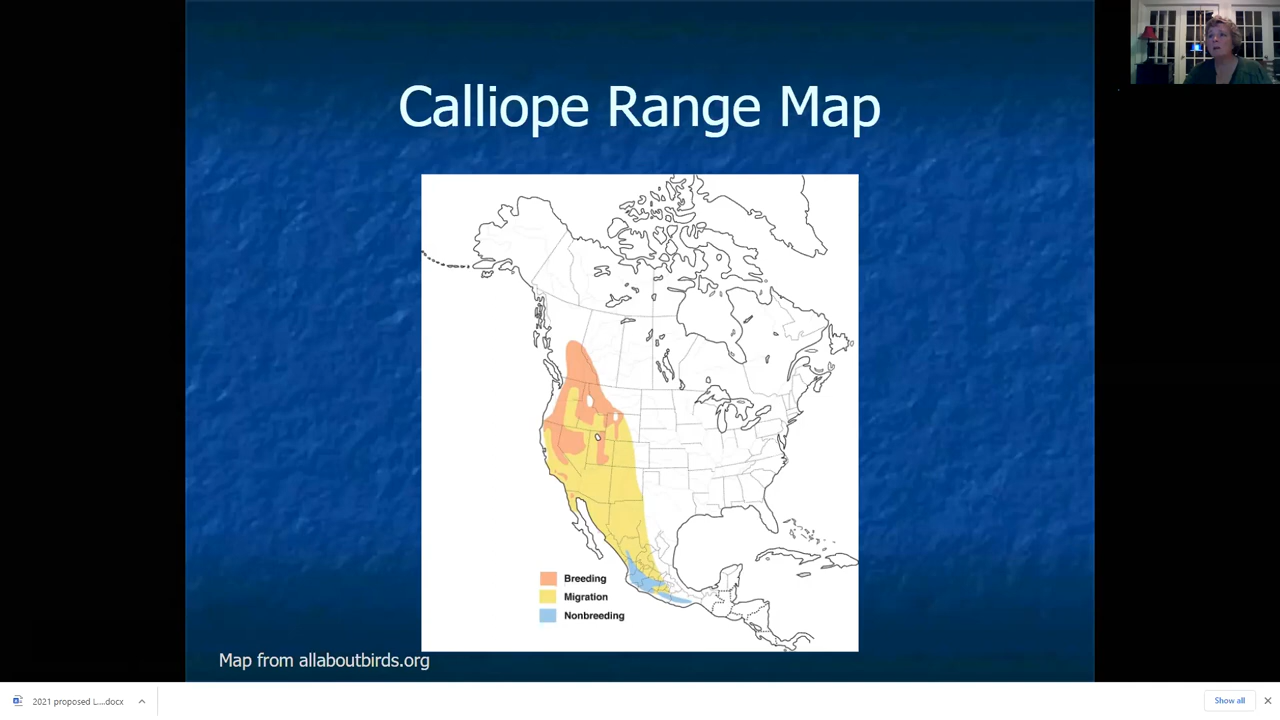 Calliope Range Map
Breeding
Migration
Nonbreeding
Map from allaboutbirds.org
2021 proposed L....docx
Show all